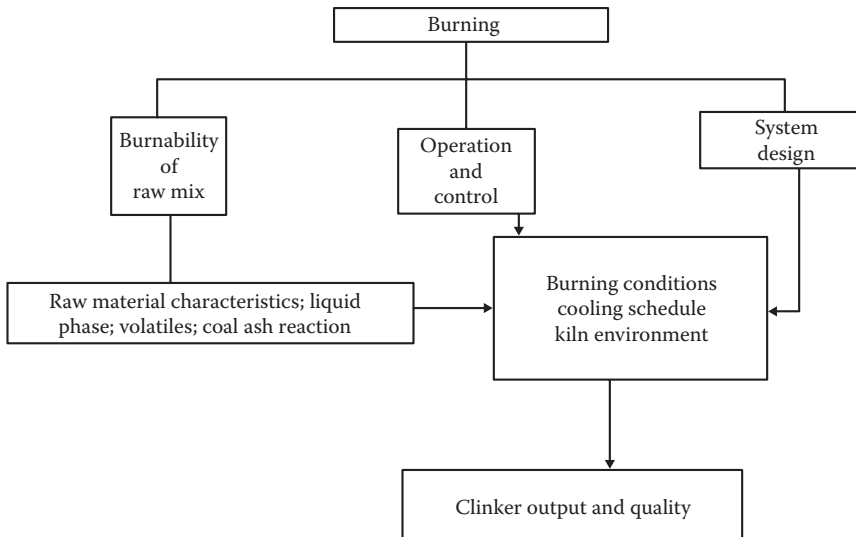 Burning
Burnability
of
raw mix
Operation
and
control
System
design
Raw material characteristics; liquid
phase; volatiles; coal ash reaction
Burning conditions
cooling schedule
kiln environment
Clinker output and quality